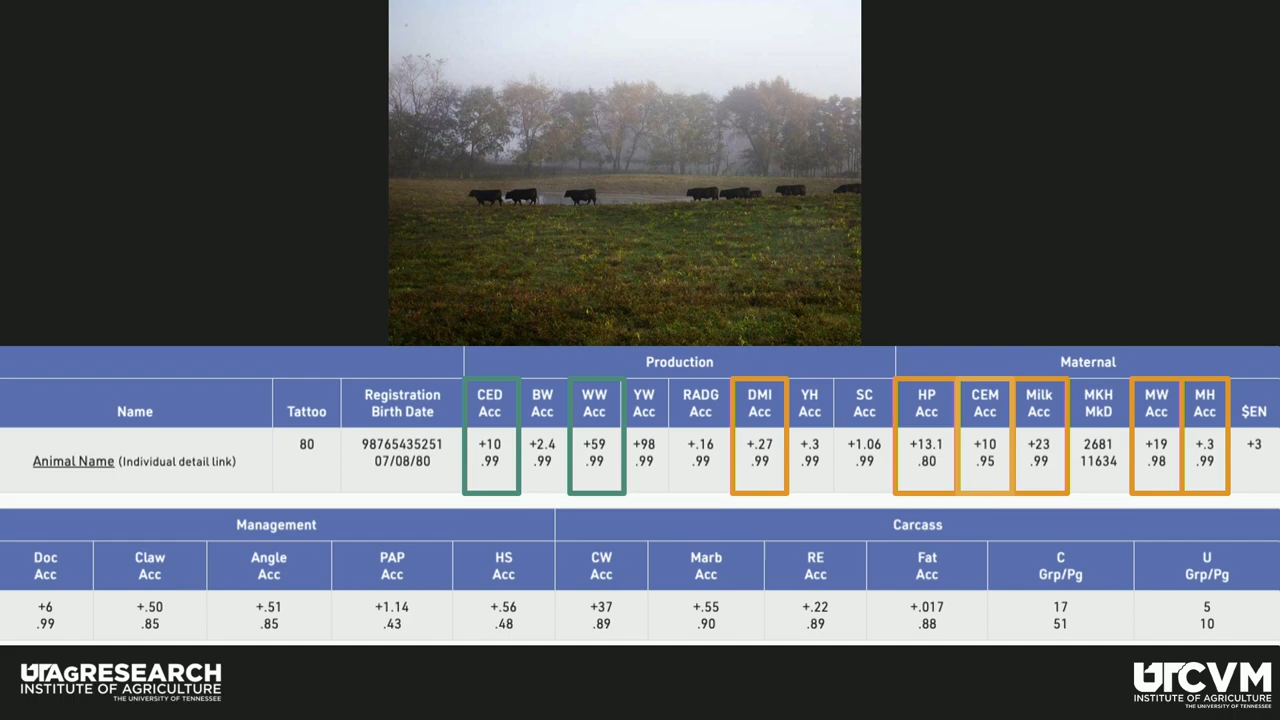 Production
Maternal
Name
Tattoo
Registration
Birth Date
CED
Acc
BW
Acc
WW
Acc
YW
Acc
RADG
Acc
DMI
Acc
YH
Acc
SC
Acc
HP
Acc
CEM
Acc
Milk
Acc
MKH
MkD
MW
Acc
MH
Acc
$EN
Animal Name (Individual detail link)
80
98765435251
07/08/80
+10
.99
+2.4
.99
+59
.99
+98
.99
+.16
.99
+.27
.99
+.3
.99
+1.06
.99
+13.1
.80
+10
.95
+23
.99
2681
11634
+19
.98
+.3
.99
+3
Management
Carcass
Doc
Acc
Claw
Acc
Angle
Acc
PAP
Acc
HS
Acc
CW
Acc
Marb
Acc
RE
Acc
Fat
Acc
C
Grp/Pg
U
Grp/Pg
+6
.99
+.50
.85
+.51
.85
+1.14
.43
+.56
.48
+37
.89
+.55
.90
+.22
.89
+.017
.88
17
51
5
10
UTAGRESEARCH
INSTITUTE OF AGRICULTURE
THE UNIVERSITY OF TENNESSEE
UTCVM
INSTITUTE OF AGRICULTURE
THE UNIVERSITY OF TENNESSEE